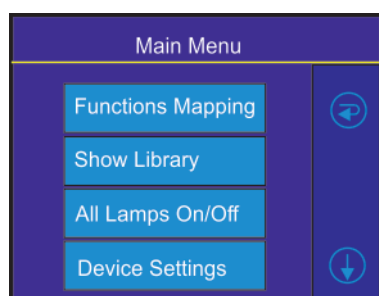 Main Menu
Functions Mapping
Show Library
All Lamps On/Off
Device Settings